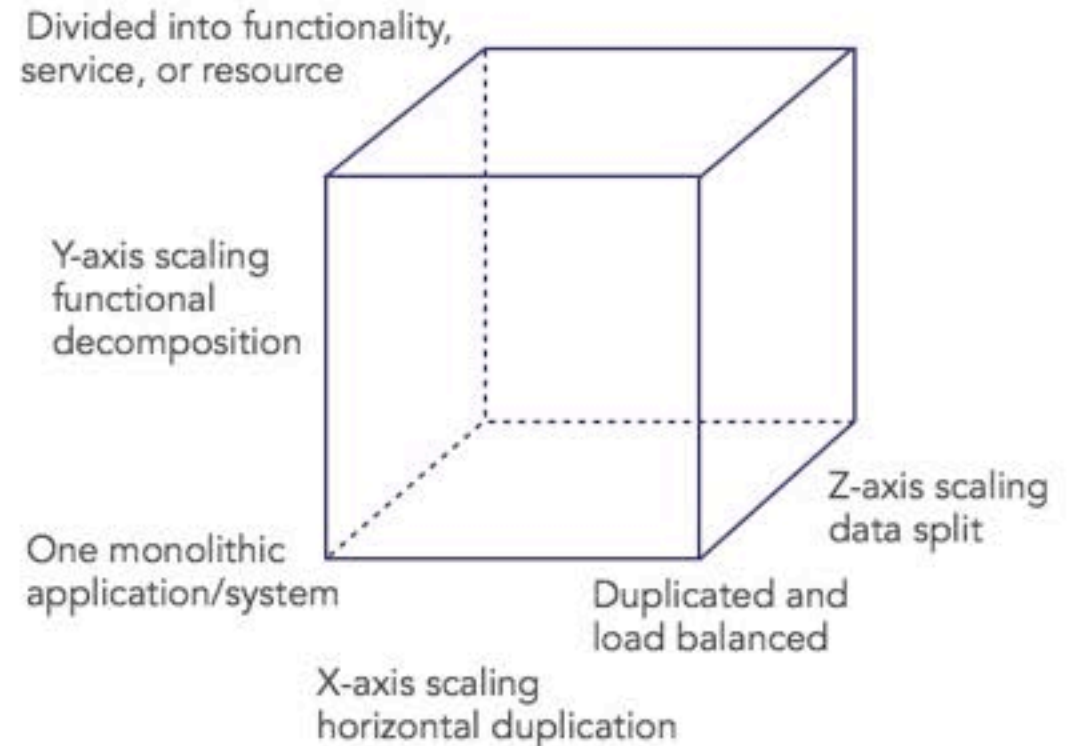 Divided into functionality,
service, or resource
Y-axis scaling
functional
decomposition
Z-axis scaling
data split
One monolithic
application/system
Duplicated and
load balanced
X-axis scaling
horizontal duplication